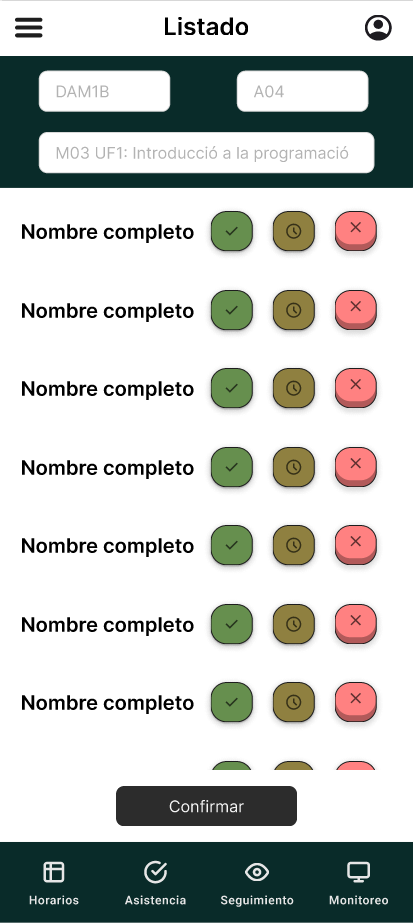 Listado
DAM1B A04
M03 UF1: Introducció a la programació
Nombre completo
Nombre completo
Nombre completo
Nombre completo
Nombre completo
Nombre completo
Nombre completo
Confirmar
Horarios Asistencia Seguimiento Monitoreo